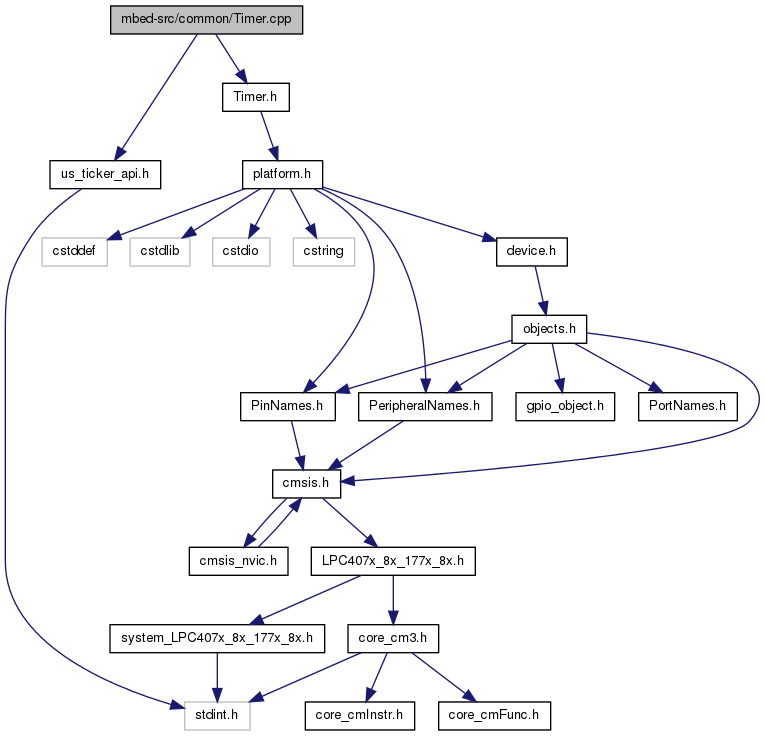 mbed-src/common/Timer.cpp
Timer.h
us_ticker_api.h
platform.h
cstddef
cstdlib
cstdio
cstring
device.h
objects.h
PinNames.h
PeripheralNames.h
gpio_object.h
PortNames.h
cmsis.h
cmsis_nvic.h
LPC407x_8x_177x_8x.h
system_LPC407x_8x_177x_8x.h
core_cm3.h
stdint.h
core_cmInstr.h
core_cmFunc.h